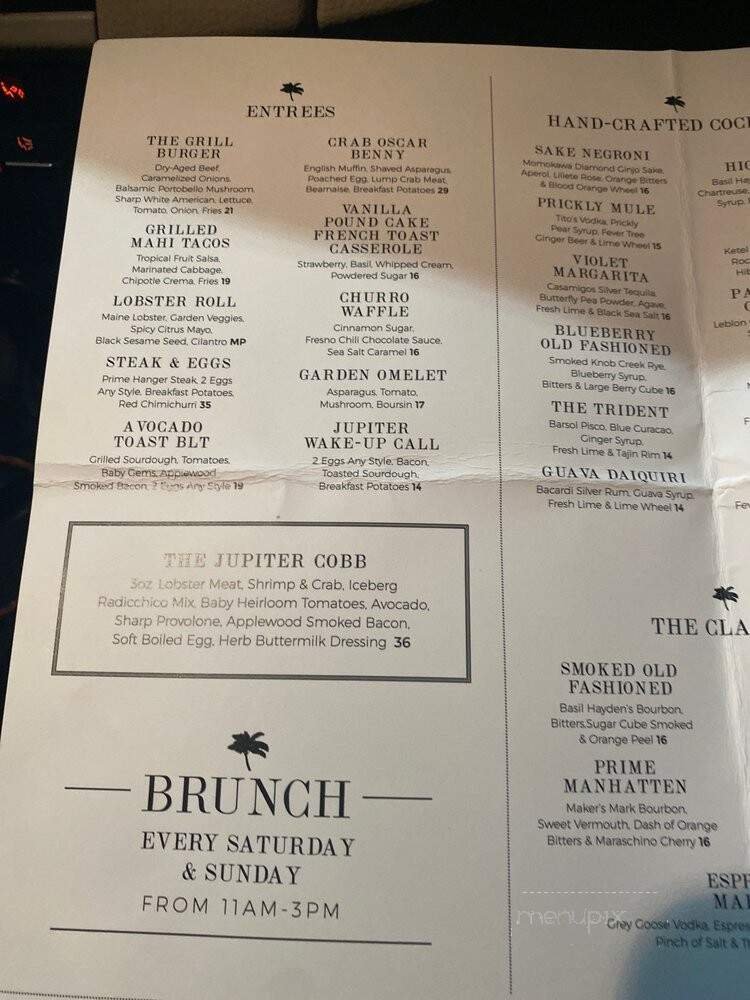 ENTREES
THE GRILL
BURGER
Dry-Aged Beef,
Caramelized Onions,
Balsamic Portobello Mushroom,
Sharp White American, Lettuce,
Tomato, Onion, Fries 21
GRILLED
MAHI TACOS
Tropical Fruit Salsa,
Marinated Cabbage,
Chipotle Crema, Fries 19
LOBSTER ROLL
Maine Lobster, Garden Veggies,
Spicy Citrus Mayo,
Black Sesame Seed, Cilantro MP
STEAK & EGGS
Prime Hanger Steak, 2 Eggs
Any Style, Breakfast Potatoes,
Red Chimichurri 35
AVOCADO
TOAST BLT
Grilled Sourdough, Tomatoes,
Baby Gems, Applewood
Smoked Bacon, 2 Eggs Any Style 19
CRAB OSCAR
BENNY
English Muffin, Shaved Asparagus,
Poached Egg, Lump Crab Meat,
Bearnaise, Breakfast Potatoes 29
VANILLA
POUND CAKE
FRENCH TOAST
CASSEROLE
Strawberry, Basil, Whipped Cream,
Powdered Sugar 16
CHURRO
WAFFLE
Cinnamon Sugar,
Fresno Chili Chocolate Sauce,
Sea Salt Caramel 16
GARDEN OMELET
Asparagus, Tomato,
Mushroom, Boursin 17
JUPITER
WAKE-UP CALL
2 Eggs Any Style, Bacon,
Toasted Sourdough,
Breakfast Potatoes 14
THE JUPITER COBB
3oz Lobster Meat, Shrimp & Crab, Iceberg
Radicchico Mix, Baby Heirloom Tomatoes, Avocado,
Sharp Provolone, Applewood Smoked Bacon,
Soft Boiled Egg, Herb Buttermilk Dressing 36
BRUNCH
EVERY SATURDAY
& SUNDAY
FROM 11AM-3PM
HAND-CRAFTED COC
SAKE NEGRONI
Momokawa Diamond Ginjo Sake,
Aperol, Liliete Rose, Orange Bitters
& Blood Orange Wheel 16
PRICKLY MULE
Tito's Vodka, Prickly
Pear Syrup, Fever Tree
Ginger Beer & Lime Wheel 15
VIOLET
MARGARITA
Casamigos Silver Tequila,
Butterfly Pea Powder, Agave,
Fresh Lime & Black Sea Salt 16
BLUEBERRY
OLD FASHIONED
Smoked Knob Creek Rye,
Blueberry Syrup,
Bitters & Large Berry Cube 16
THE TRIDENT
Barsol Pisco, Blue Curacao,
Ginger Syrup,
Fresh Lime & Tajin Rim 14
GUAVA DAIQUIRI
Bacardi Silver Rum, Guava Syrup,
Fresh Lime & Lime Wheel 14
Basil Ha
Chartreuse,
Syrup,
Ketel
Leblon
THE CLA
SMOKED OLD
FASHIONED
Basil Hayden's Bourbon,
Bitters,Sugar Cube Smoked
& Orange Peel 16
PRIME
MANHATTEN
Maker's Mark Bourbon,
Sweet Vermouth, Dash of Orange
Bitters & Maraschino Cherry 16
ESP
MA
Grey Goose Vodka, Espres
Pinch of Salt & T
menupix